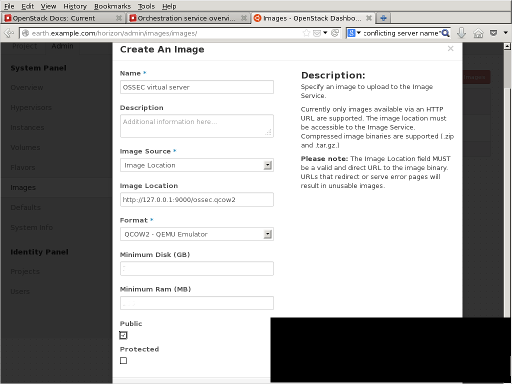 File Edit View History Bookmarks Tools Help
OpenStack Docs: Current
Orchestration service overvi...
Images - OpenStack Dashbo...
earth.example.com/horizon/admin/images/images/
conflicting server name"
Project Admin
System Panel
Overview
Hypervisors
Instances
Volumes
Flavors
Images
Defaults
System Info
Identity Panel
Projects
Users
Create An Image
Name *
OSSEC virtual server
Description
Additional information here...
Image Source *
Image Location
Image Location
http://127.0.0.1:9000/ossec.qcow2
Format *
QCOW2 - QEMU Emulator
Minimum Disk (GB)
Minimum Ram (MB)
Public
Protected
Description:
Specify an image to upload to the Image
Service.
Currently only images available via an HTTP
URL are supported. The image location must
be accessible to the Image Service.
Compressed image binaries are supported (.zip
and .tar.gz.)
Please note: The Image Location field MUST
be a valid and direct URL to the image binary.
URLs that redirect or serve error pages will
result in unusable images.